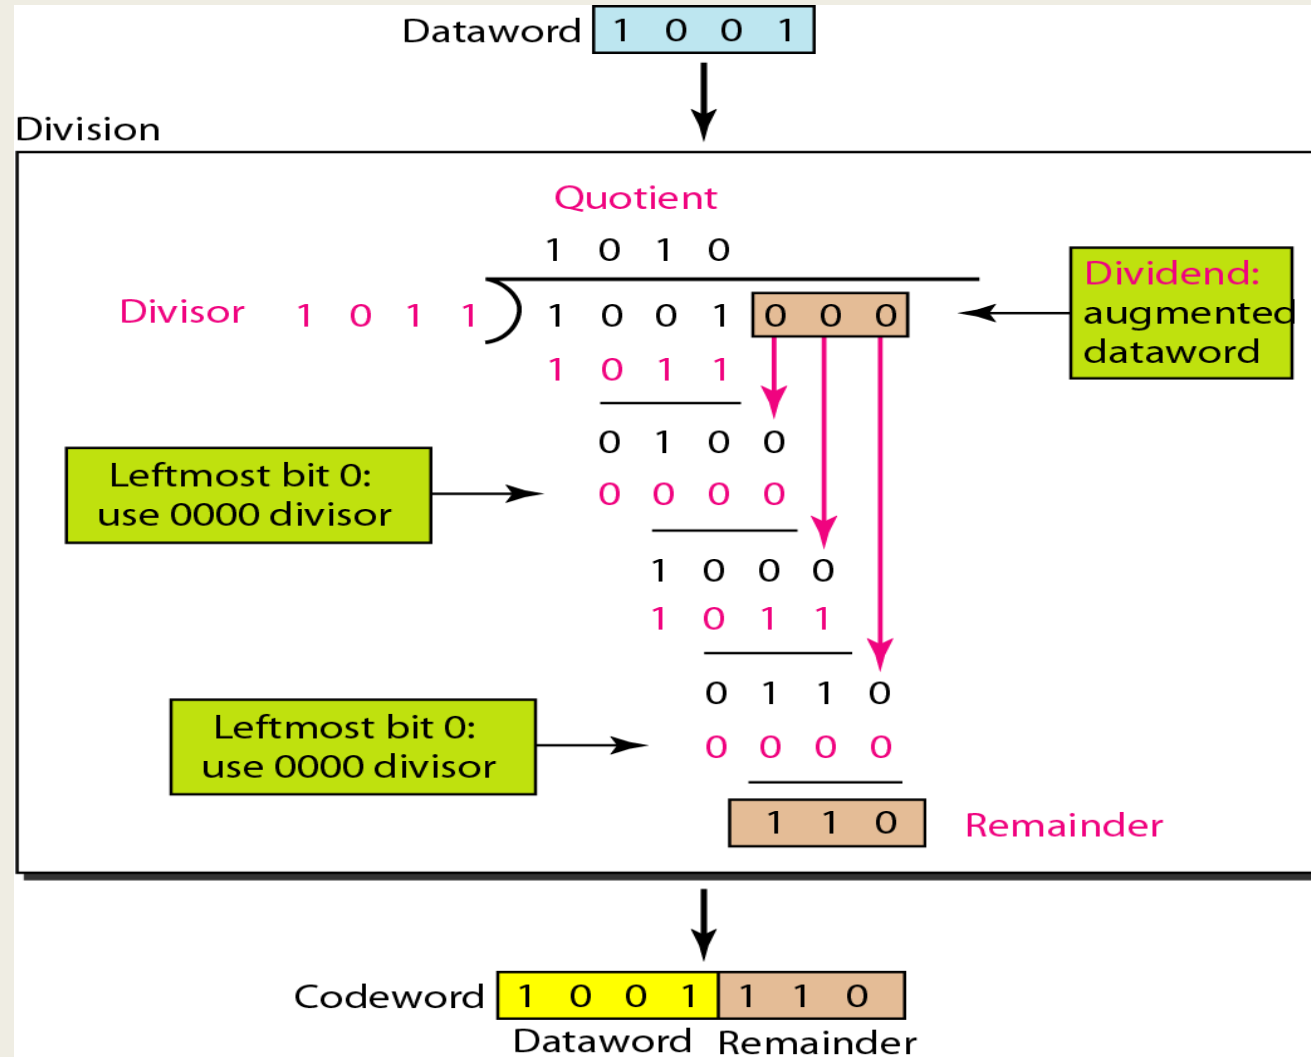 Dataword 1 0 0 1
Division
Quotient
1 0 1 0
Divisor 1 0 1 1 1 0 0 1 0 0 0
Dividend:
augmented
dataword
1 0 1 1
0 1 0 0
Leftmost bit 0:
use 0000 divisor
0 0 0 0
1 0 0 0
1 0 1 1
0 1 1 0
Leftmost bit 0:
use 0000 divisor
0 0 0 0
1 1 0 Remainder
Codeword 1 0 0 1 1 1 0
Dataword Remainder